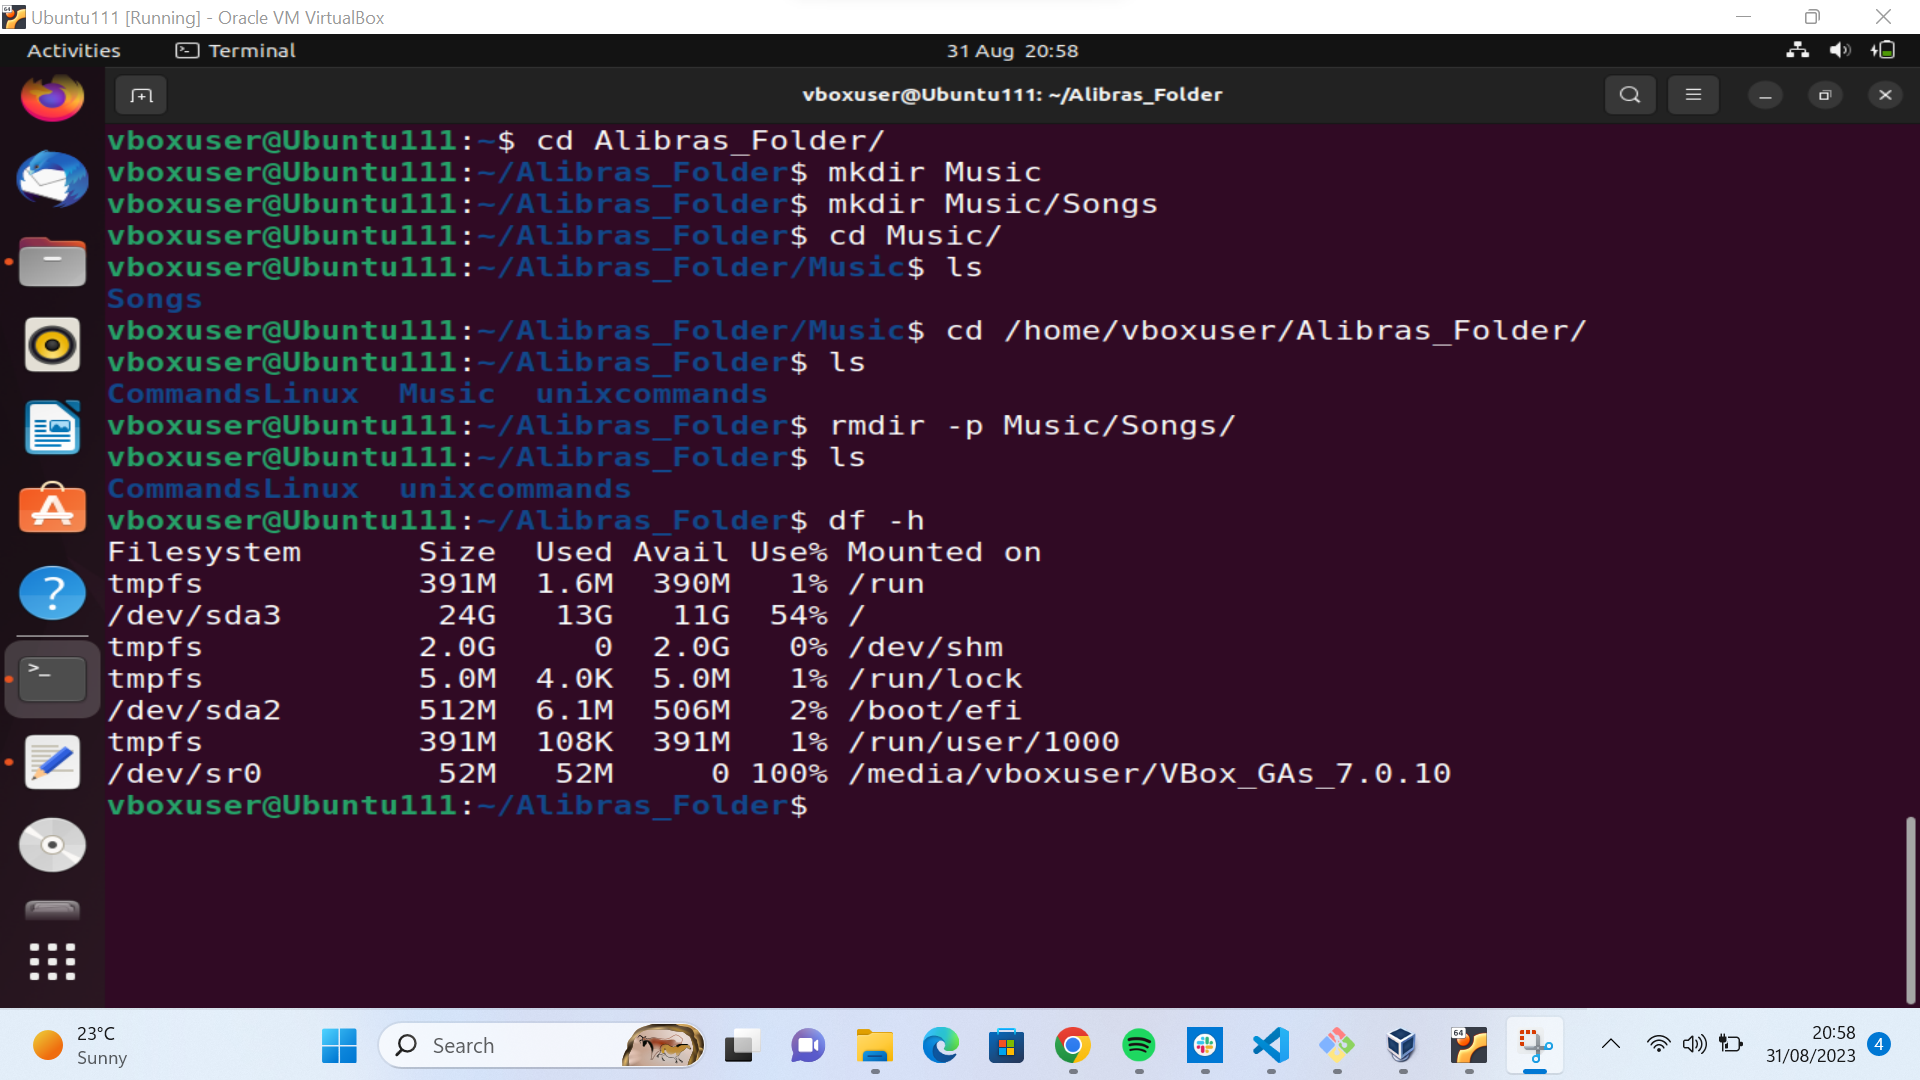 Ubuntu111 [Running] - Oracle VM VirtualBox
Activities Terminal 31 Aug 20:58
vboxuser@Ubuntu111: ~/Alibras_Folder
vboxuser@Ubuntu111:~$ cd Alibras_Folder/
vboxuser@Ubuntu111:~/Alibras_Folder$ mkdir Music
vboxuser@Ubuntu111:~/Alibras_Folder$ mkdir Music/Songs
vboxuser@Ubuntu111:~/Alibras_Folder$ cd Music/
vboxuser@Ubuntu111:~/Alibras_Folder/Music$ ls
Songs
vboxuser@Ubuntu111:~/Alibras_Folder/Music$ cd /home/vboxuser/Alibras_Folder/
vboxuser@Ubuntu111:~/Alibras_Folder$ ls
CommandsLinux  Music  unixcommands
vboxuser@Ubuntu111:~/Alibras_Folder$ rmdir -p Music/Songs/
vboxuser@Ubuntu111:~/Alibras_Folder$ ls
CommandsLinux  unixcommands
vboxuser@Ubuntu111:~/Alibras_Folder$ df -h
Filesystem      Size  Used Avail Use% Mounted on
tmpfs           391M  1.6M  390M   1% /run
/dev/sda3        24G   13G   11G  54% /
tmpfs           2.0G     0  2.0G   0% /dev/shm
tmpfs           5.0M  4.0K  5.0M   1% /run/lock
/dev/sda2       512M  6.1M  506M   2% /boot/efi
tmpfs           391M  108K  391M   1% /run/user/1000
/dev/sr0         52M   52M     0 100% /media/vboxuser/VBox_GAs_7.0.10
vboxuser@Ubuntu111:~/Alibras_Folder$
23°C
Sunny
Search
64
20:58
31/08/2023
4